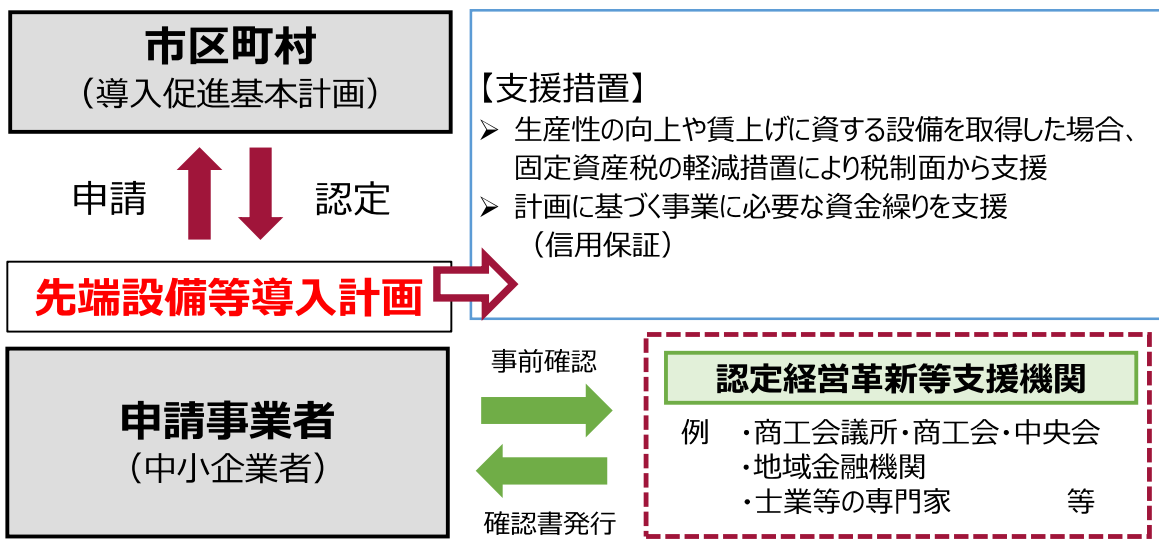 市区町村
（導入促進基本計画）
申請
認定
先端設備等導入計画
【支援措置】
➢ 生産性の向上や賃上げに資する設備を取得した場合、
固定資産税の軽減措置により税制面から支援
➢ 計画に基づく事業に必要な資金繰りを支援
（信用保証）
申請事業者
（中小企業者）
事前確認
確認書発行
認定経営革新等支援機関
例 ・商工会議所・商工会・中央会
・地域金融機関
・士業等の専門家 等